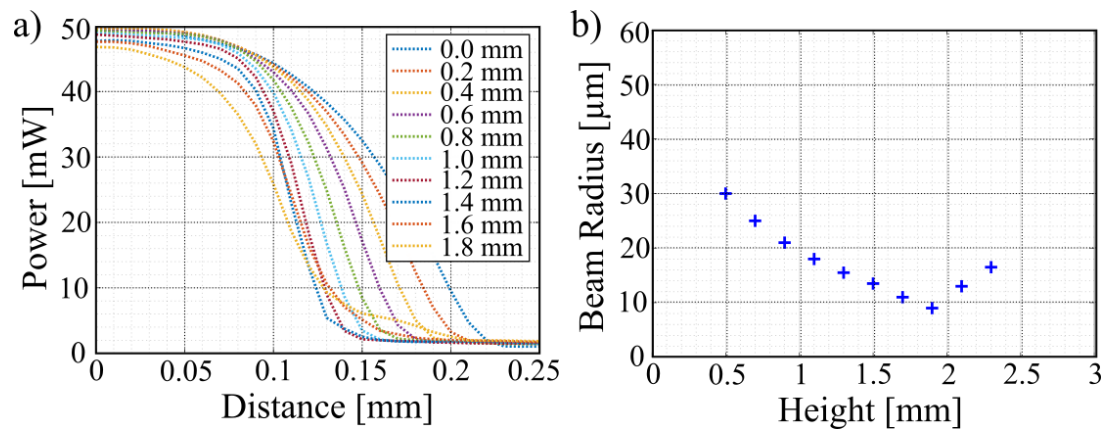 a)
Power [mW]
50
40
30
20
10
0
0 0.05 0.1 0.15 0.2 0.25
Distance [mm]
0.0 mm
0.2 mm
0.4 mm
0.6 mm
0.8 mm
1.0 mm
1.2 mm
1.4 mm
1.6 mm
1.8 mm
b)
Beam Radius [µm]
60
50
40
30
20
10
0
0 0.5 1 1.5 2 2.5 3
Height [mm]